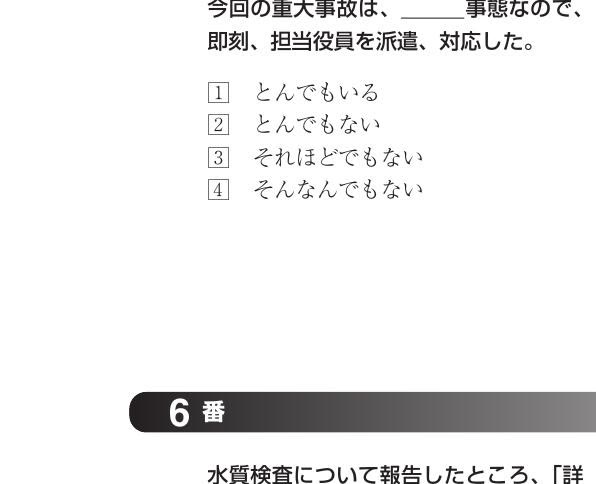 今回の重大事故は、______事態なので、
即刻、担当役員を派遣、対応した。
1 とんでもいる
2 とんでもない
3 それほどでもない
4 そんなんでもない
6 番
水質検査について報告したところ、「詳